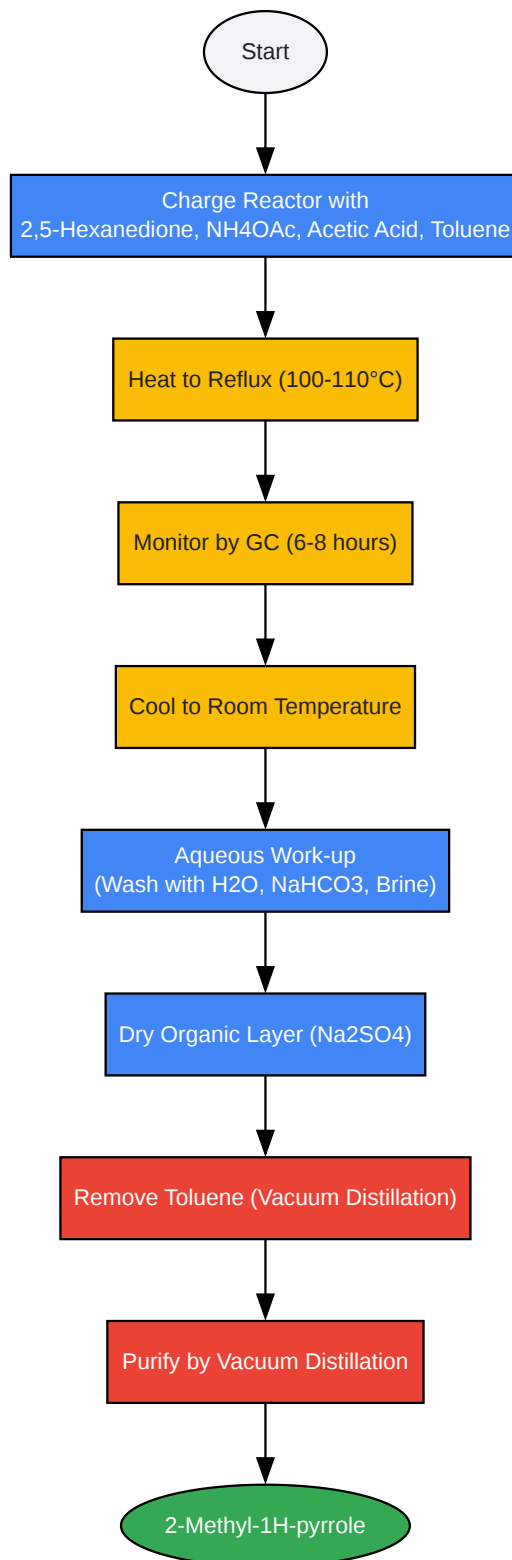 Start
Charge Reactor with
2,5-Hexanedione, NH4OAc, Acetic Acid, Toluene
Heat to Reflux (100-110°C)
Monitor by GC (6-8 hours)
Cool to Room Temperature
Aqueous Work-up
(Wash with H2O, NaHCO3, Brine)
Dry Organic Layer (Na2SO4)
Remove Toluene (Vacuum Distillation)
Purify by Vacuum Distillation
2-Methyl-1H-pyrrole